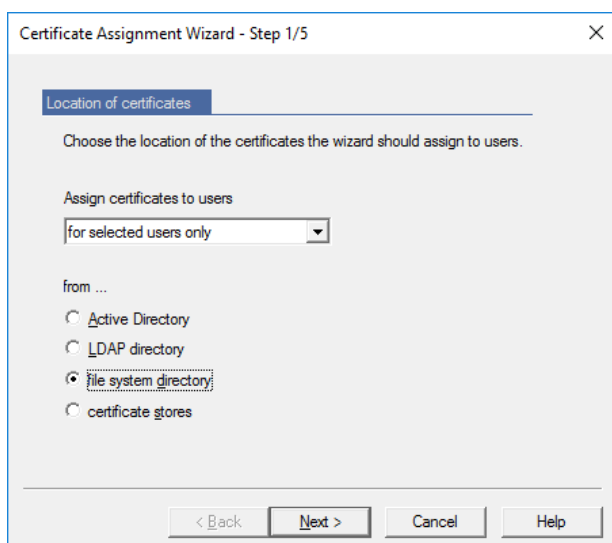 Certificate Assignment Wizard - Step 1/5
Location of certificates
Choose the location of the certificates the wizard should assign to users.
Assign certificates to users
for selected users only
from ...
Active Directory
LDAP directory
file system directory
certificate stores
< Back
Next >
Cancel
Help